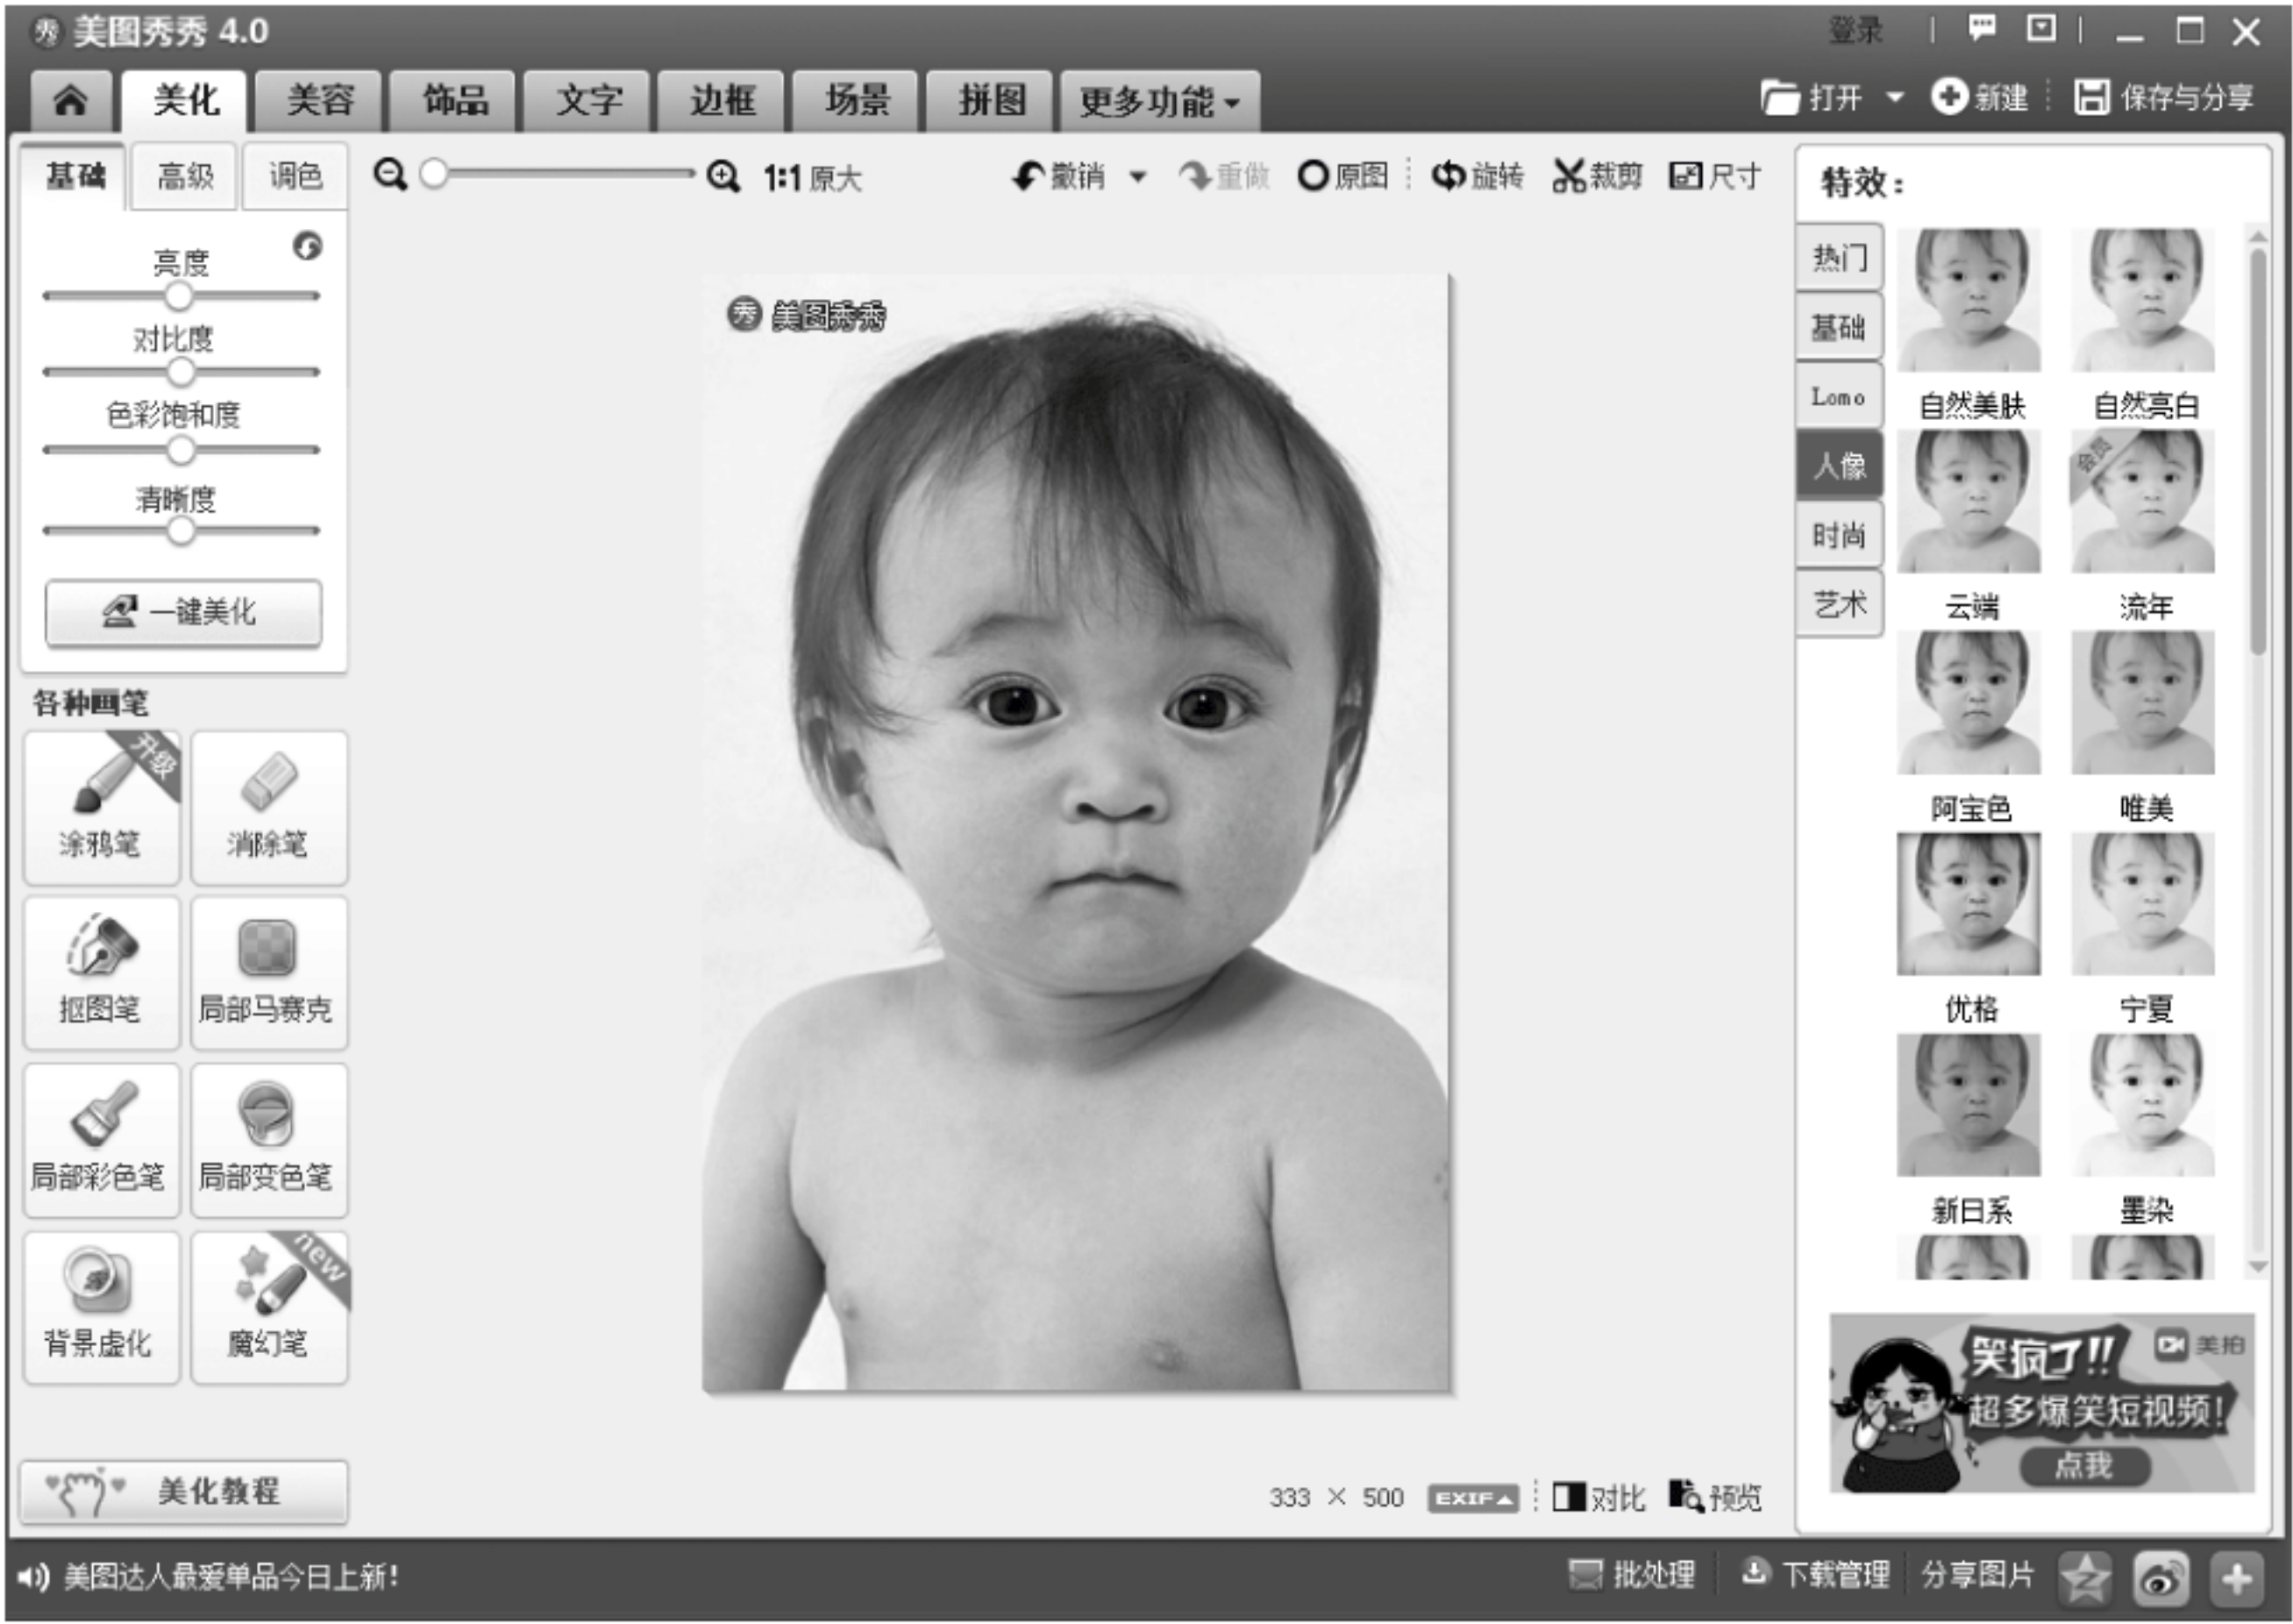 美图秀秀 4.0
登录
美化 美容 饰品 文字 边框 场景 拼图 更多功能
打开 新建 保存与分享
基础 高级 调色
1:1 原大 撤销 重做 原图 旋转 裁剪 尺寸
特效：
亮度
对比度
色彩饱和度
清晰度
一键美化
各种画笔
升级
涂鸦笔 消除笔
抠图笔 局部马赛克
局部彩色笔 局部变色笔
new
背景虚化 魔幻笔
美化教程
秀 美图秀秀
热门
基础
Lomo
人像
时尚
艺术
自然美肤 自然亮白
会员
云端 流年
阿宝色 唯美
优格 宁夏
新日系 墨染
笑疯了!! 美拍
超多爆笑短视频!
点我
333 × 500 EXIF 对比 预览
美图达人最爱单品今日上新!
批处理 下载管理 分享图片